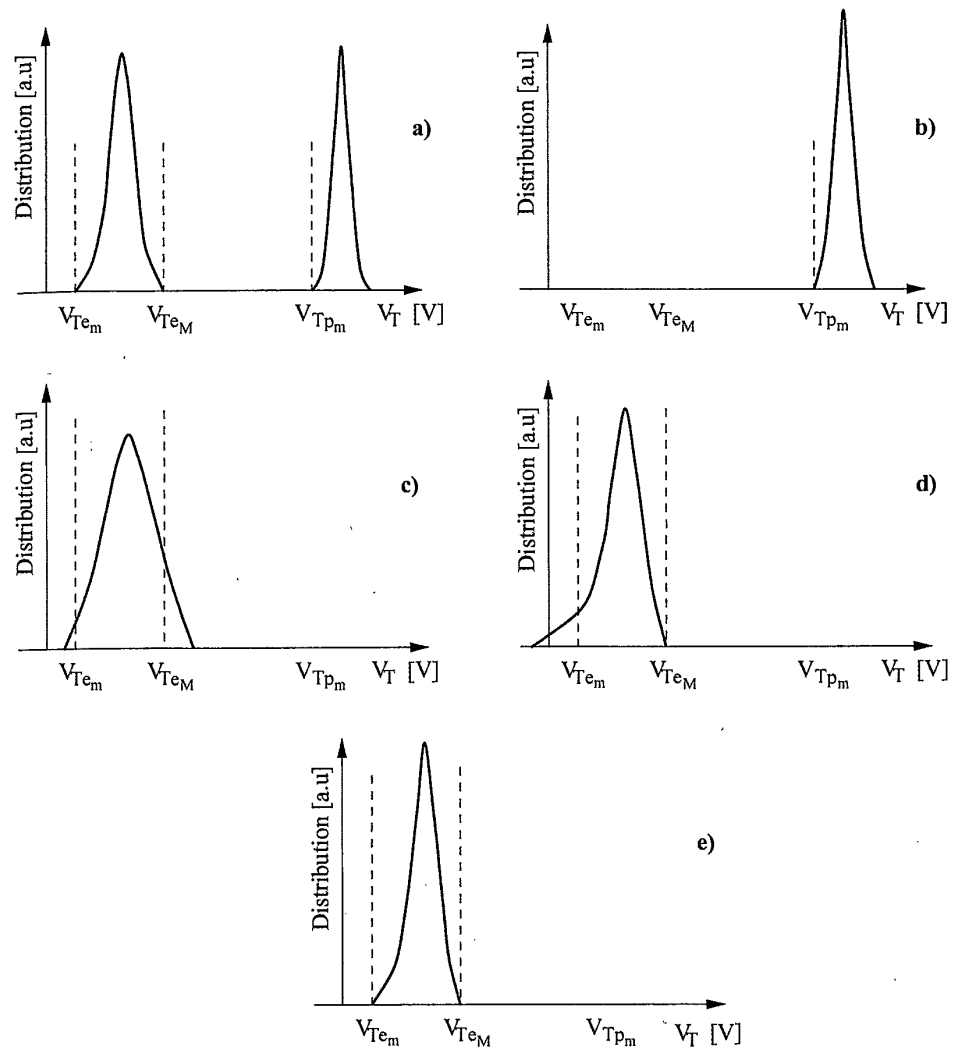 Distribution [a.u]
a)
V_Te_m V_Te_M V_Tp_m V_T [V]
Distribution [a.u]
b)
V_Te_m V_Te_M V_Tp_m V_T [V]
Distribution [a.u]
c)
V_Te_m V_Te_M V_Tp_m V_T [V]
Distribution [a.u]
d)
V_Te_m V_Te_M V_Tp_m V_T [V]
Distribution [a.u]
e)
V_Te_m V_Te_M V_Tp_m V_T [V]